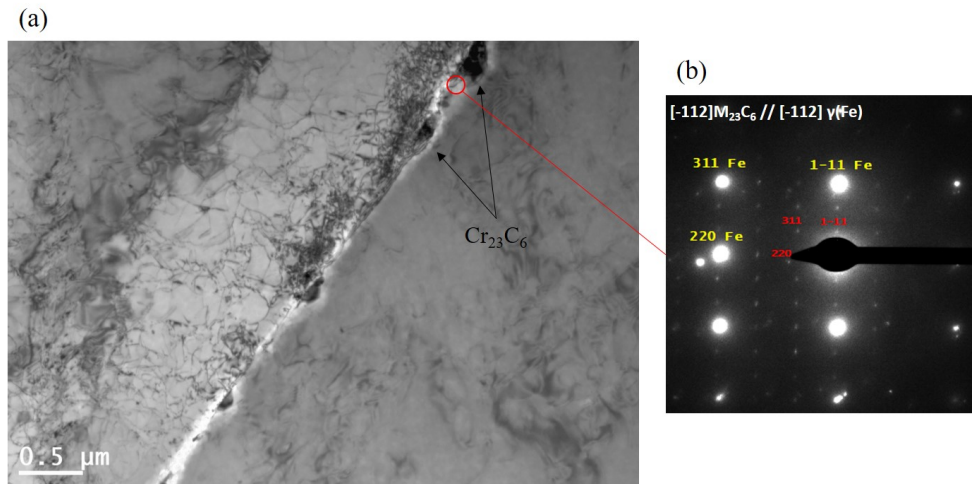 (a)
(b)
[-112]M₂₃C₆ // [-112] γ(Fe)
311 Fe 1-11 Fe
311 1-11
220 Fe
220
Cr₂₃C₆
0.5 μm